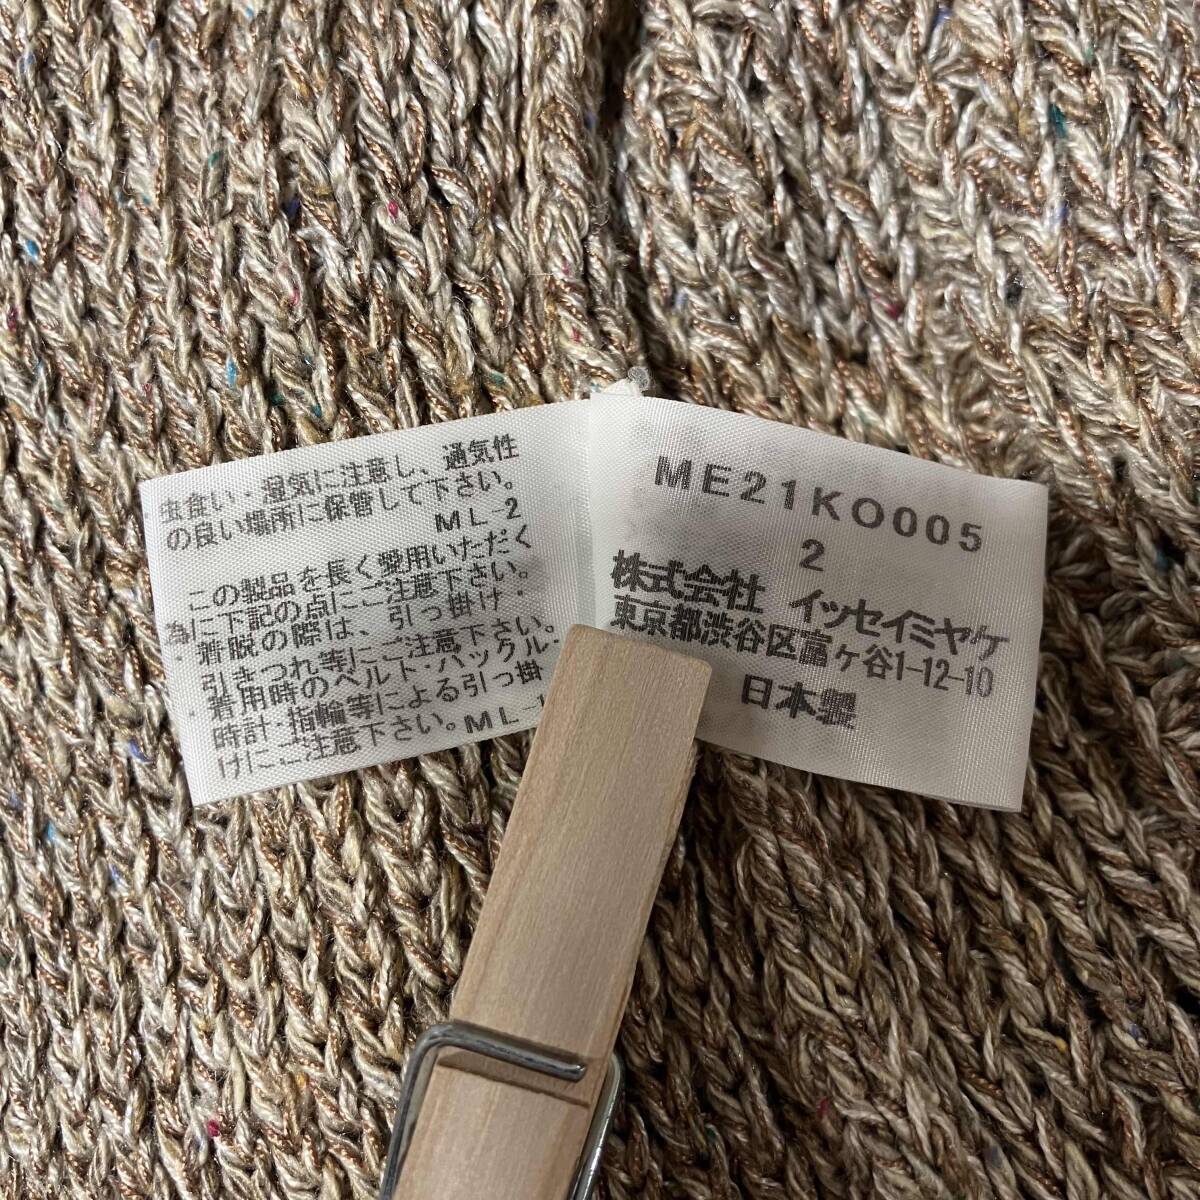 虫食い・湿気に注意し、通気性
の良い場所に保管して下さい。
ML-2
この製品を長く愛用いただく
為に下記の点にご注意下さい。
・着脱の際は、引っ掛け・
引きつれ等にご注意下さい。
・着用時のベルト・バックル・
時計・指輪等による引っ掛
けにご注意下さい。ML-1
ME21KO005
2
株式会社 イッセイミヤケ
東京都渋谷区富ヶ谷1-12-10
日本製